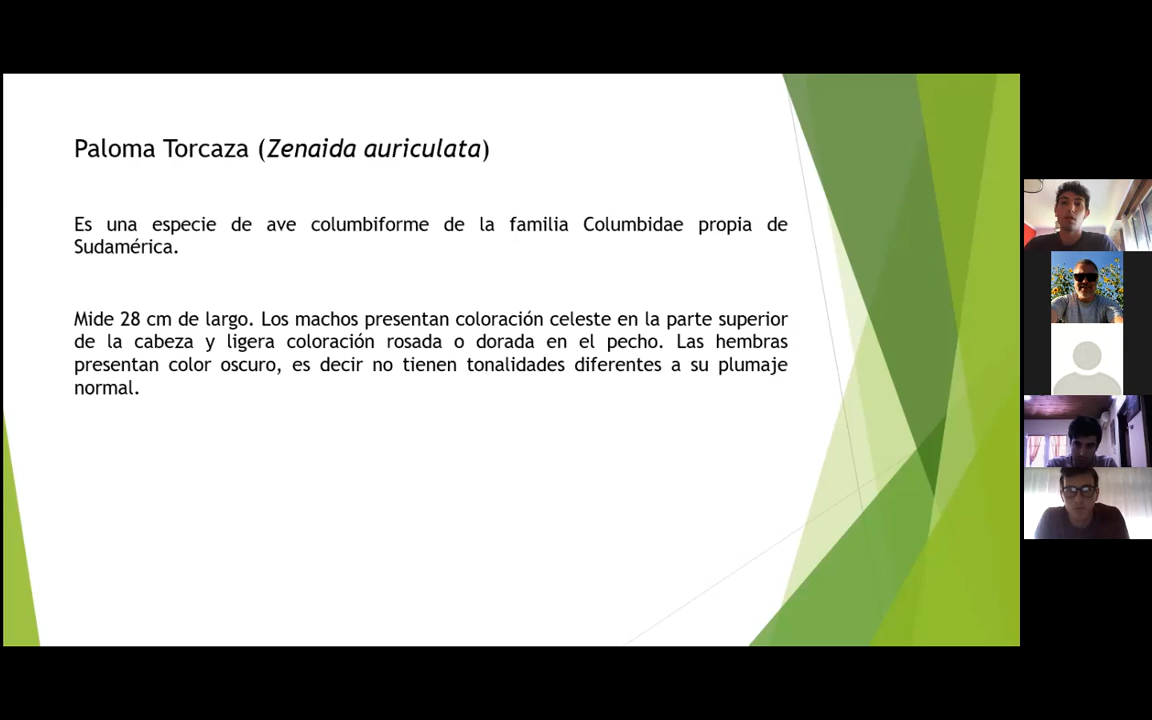 Paloma Torcaza (Zenaida auriculata)
Es una especie de ave columbiforme de la familia Columbidae propia de
Sudamérica.
Mide 28 cm de largo. Los machos presentan coloración celeste en la parte superior
de la cabeza y ligera coloración rosada o dorada en el pecho. Las hembras
presentan color oscuro, es decir no tienen tonalidades diferentes a su plumaje
normal.